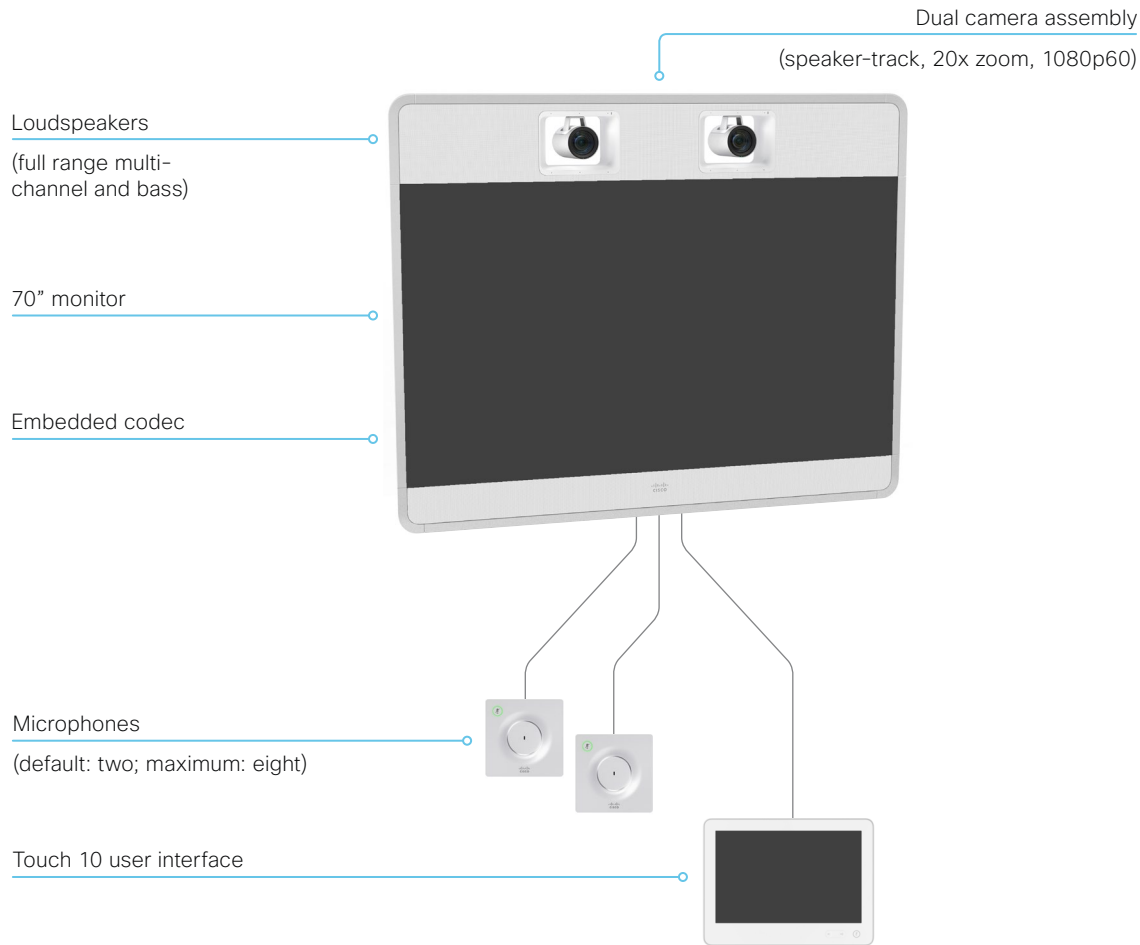 Dual camera assembly
(speaker-track, 20x zoom, 1080p60)
Loudspeakers
(full range multi-
channel and bass)
70” monitor
Embedded codec
Microphones
(default: two; maximum: eight)
Touch 10 user interface